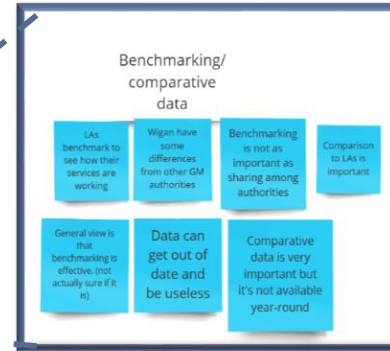 Benchmarking/
comparative
data
LAs
benchmark to
see how their
services are
working
Wigan have
some
differences
from other GM
authorities
Benchmarking
is not as
important as
sharing among
authorities
Comparison
to LAs is
important
General view is
that
benchmarking is
effective. (not
actually sure if it
is)
Data can
get out of
date and
be useless
Comparative
data is very
important but
it's not available
year-round